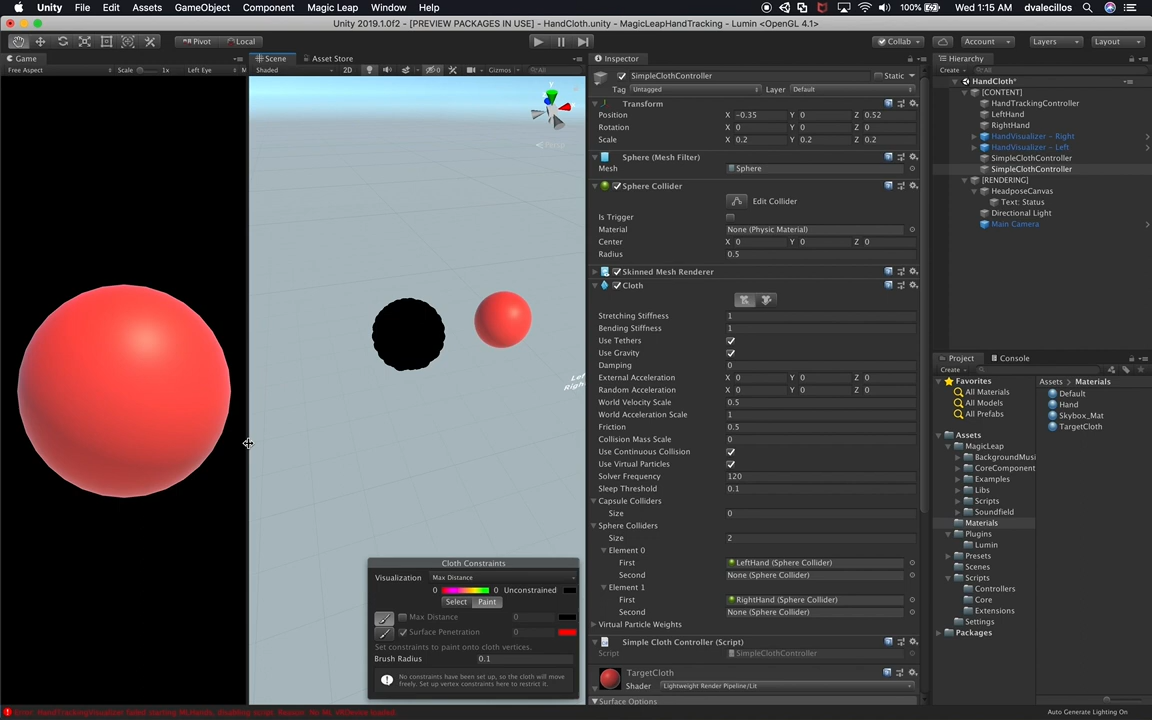 Unity File Edit Assets GameObject Component Magic Leap Window Help 100% Wed 1:15 AM dvalecillos
Unity 2019.1.0f2 - [PREVIEW PACKAGES IN USE] - HandCloth.unity - MagicLeapHandTracking - Lumin <OpenGL 4.1>
Pivot Local Collab Account Layers Layout
Game Scene Asset Store Inspector Hierarchy
Free Aspect Scale 1x Left Eye M Shaded 2D Gizmos All
SimpleClothController Static
Tag Untagged Layer Default
Transform
Position X -0.35 Y 0 Z 0.52
Rotation X 0 Y 0 Z 0
Scale X 0.2 Y 0.2 Z 0.2
Sphere (Mesh Filter)
Mesh Sphere
Sphere Collider
Edit Collider
Is Trigger
Material None (Physic Material)
Center X 0 Y 0 Z 0
Radius 0.5
Skinned Mesh Renderer
Cloth
Stretching Stiffness 1
Bending Stiffness 1
Use Tethers
Use Gravity
Damping 0
External Acceleration X 0 Y 0 Z 0
Random Acceleration X 0 Y 0 Z 0
World Velocity Scale 0.5
World Acceleration Scale 1
Friction 0.5
Collision Mass Scale 0
Use Continuous Collision
Use Virtual Particles
Solver Frequency 120
Sleep Threshold 0.1
Capsule Colliders
Size 0
Sphere Colliders
Size 2
Element 0
First LeftHand (Sphere Collider)
Second None (Sphere Collider)
Element 1
First RightHand (Sphere Collider)
Second None (Sphere Collider)
Virtual Particle Weights
Simple Cloth Controller (Script)
Script SimpleClothController
TargetCloth
Shader Lightweight Render Pipeline/Lit
Surface Options
y
x
z
Persp
Left
Right
Cloth Constraints
Visualization Max Distance
0 0 Unconstrained
Select Paint
Max Distance 0
Surface Penetration 0
Set constraints to paint onto cloth vertices.
Brush Radius 0.1
No constraints have been set up, so the cloth will move
freely. Set up vertex constraints here to restrict it.
Create All
HandCloth*
[CONTENT]
HandTrackingController
LeftHand
RightHand
HandVisualizer - Right
HandVisualizer - Left
SimpleClothController
SimpleClothController
[RENDERING]
HeadposeCanvas
Text: Status
Directional Light
Main Camera
Project Console
Create
Favorites
All Materials
All Models
All Prefabs
Assets
MagicLeap
BackgroundMusi
CoreComponent
Examples
Libs
Scripts
Soundfield
Materials
Plugins
Lumin
Presets
Scenes
Scripts
Controllers
Core
Extensions
Settings
Packages
Assets Materials
Default
Hand
Skybox_Mat
TargetCloth
Auto Generate Lighting On